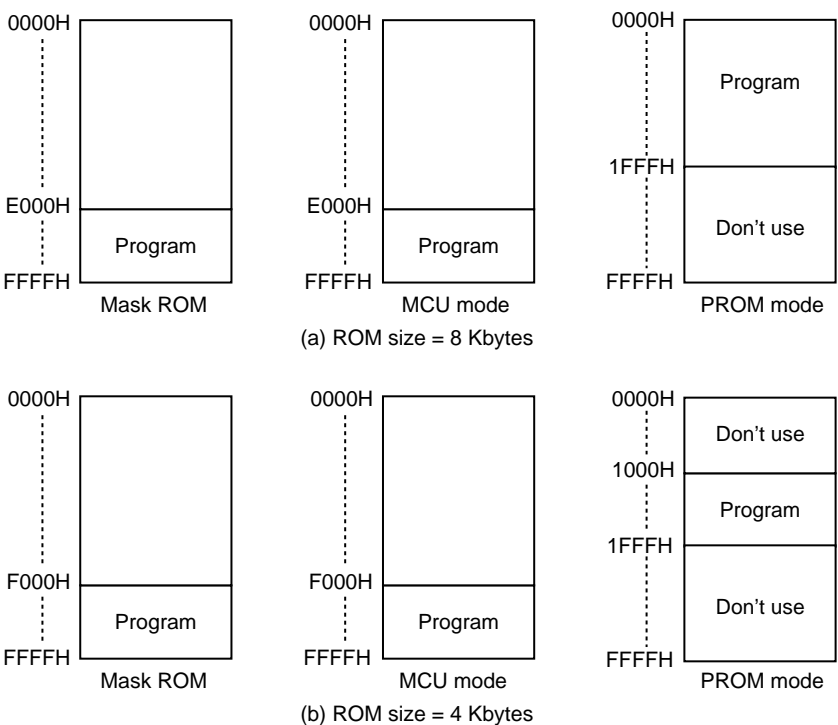 0000H
E000H
Program
FFFFH
Mask ROM
0000H
E000H
Program
FFFFH
MCU mode
0000H
Program
1FFFH
Don't use
FFFFH
PROM mode
(a) ROM size = 8 Kbytes
0000H
F000H
Program
FFFFH
Mask ROM
0000H
F000H
Program
FFFFH
MCU mode
0000H
Don't use
1000H
Program
1FFFH
Don't use
FFFFH
PROM mode
(b) ROM size = 4 Kbytes